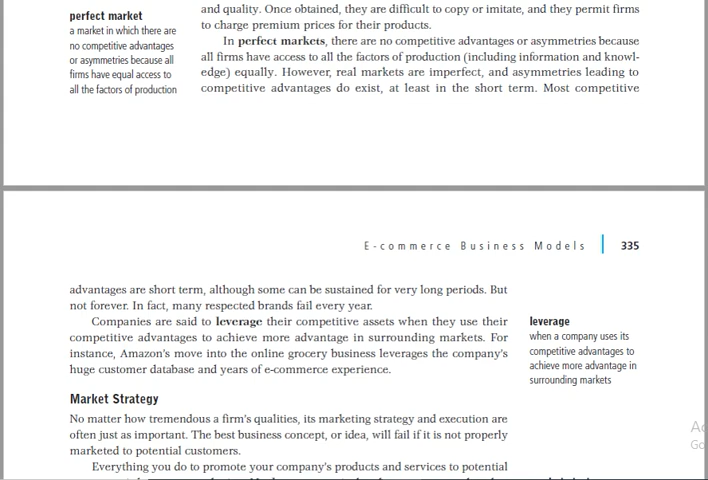 perfect market
a market in which there are
no competitive advantages
or asymmetries because all
firms have equal access to
all the factors of production
and quality. Once obtained, they are difficult to copy or imitate, and they permit firms
to charge premium prices for their products.
In perfect markets, there are no competitive advantages or asymmetries because
all firms have access to all the factors of production (including information and knowl-
edge) equally. However, real markets are imperfect, and asymmetries leading to
competitive advantages do exist, at least in the short term. Most competitive
E-commerce Business Models 335
advantages are short term, although some can be sustained for very long periods. But
not forever. In fact, many respected brands fail every year.
Companies are said to leverage their competitive assets when they use their
competitive advantages to achieve more advantage in surrounding markets. For
instance, Amazon's move into the online grocery business leverages the company's
huge customer database and years of e-commerce experience.
leverage
when a company uses its
competitive advantages to
achieve more advantage in
surrounding markets
Market Strategy
No matter how tremendous a firm's qualities, its marketing strategy and execution are
often just as important. The best business concept, or idea, will fail if it is not properly
marketed to potential customers.
Everything you do to promote your company's products and services to potential